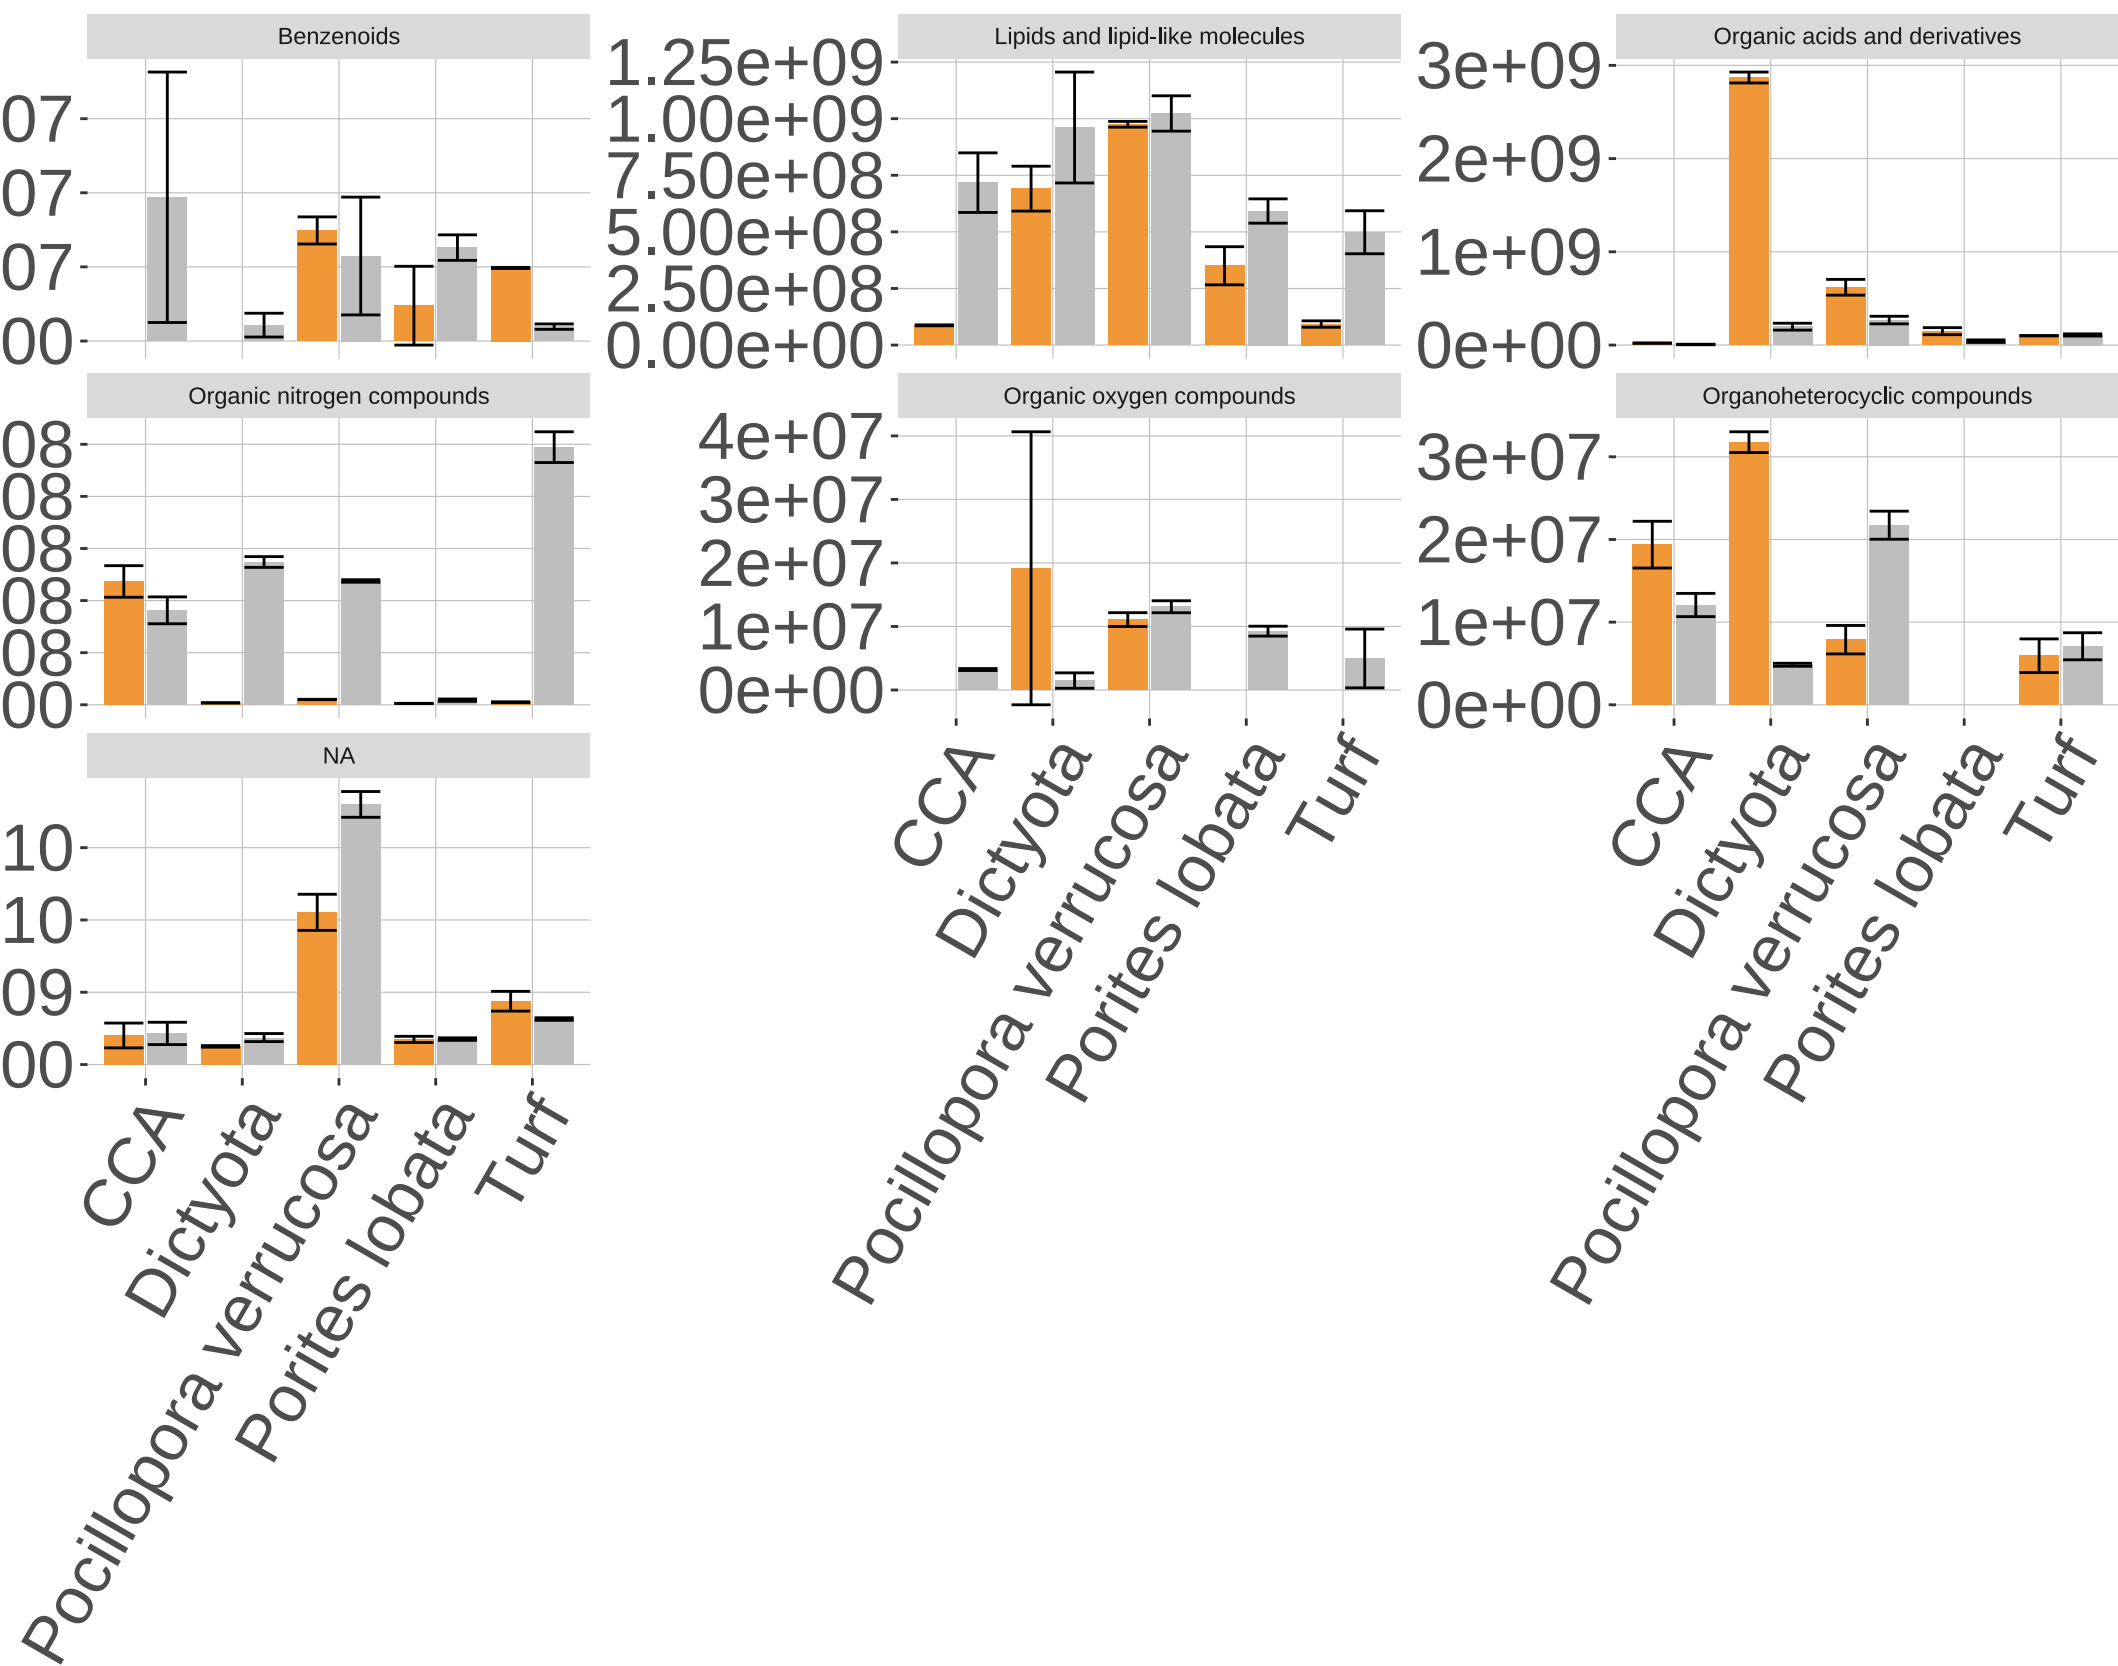 Benzenoids
07
07
07
00
Lipids and lipid-like molecules
1.25e+09
1.00e+09
7.50e+08
5.00e+08
2.50e+08
0.00e+00
Organic acids and derivatives
3e+09
2e+09
1e+09
0e+00
Organic nitrogen compounds
08
08
08
08
08
00
Organic oxygen compounds
4e+07
3e+07
2e+07
1e+07
0e+00
CCA
Dictyota
Pocillopora verrucosa
Porites lobata
Turf
Organoheterocyclic compounds
3e+07
2e+07
1e+07
0e+00
CCA
Dictyota
Pocillopora verrucosa
Porites lobata
Turf
NA
10
10
09
00
CCA
Dictyota
Pocillopora verrucosa
Porites lobata
Turf